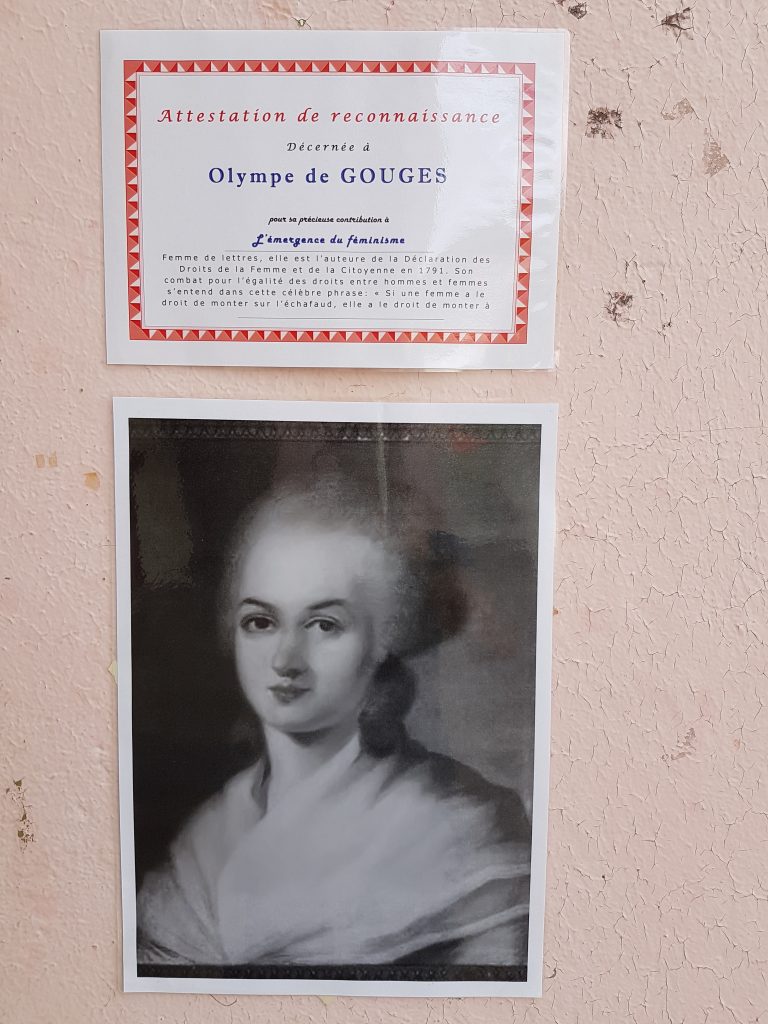 Attestation de reconnaissance
Décernée à
Olympe de GOUGES
pour sa précieuse contribution à
L'émergence du féminisme
Femme de lettres, elle est l'auteure de la Déclaration des
Droits de la Femme et de la Citoyenne en 1791. Son
combat pour l'égalité des droits entre hommes et femmes
s'entend dans cette célèbre phrase: « Si une femme a le
droit de monter sur l'échafaud, elle a le droit de monter à